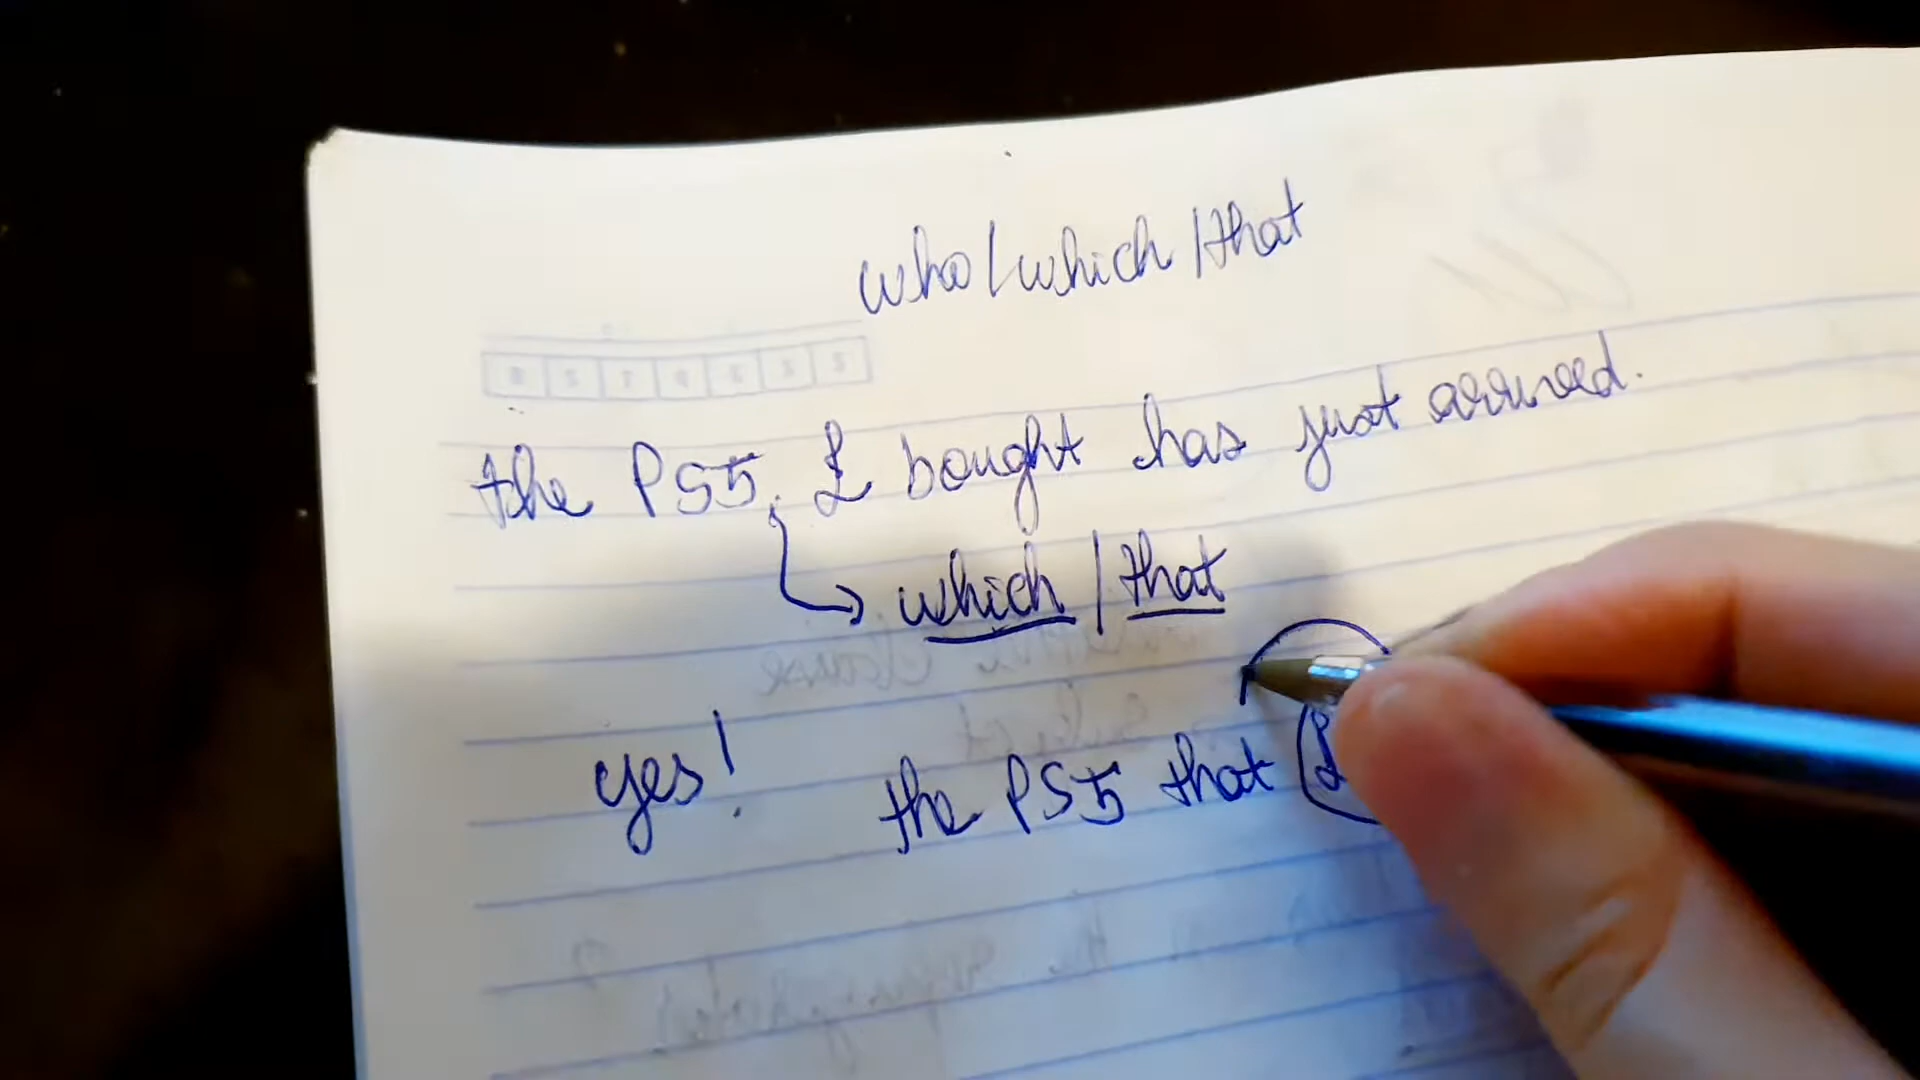 who/which/that
the PS5, I bought has just arrived.
which/that
yes! the PS5 that I